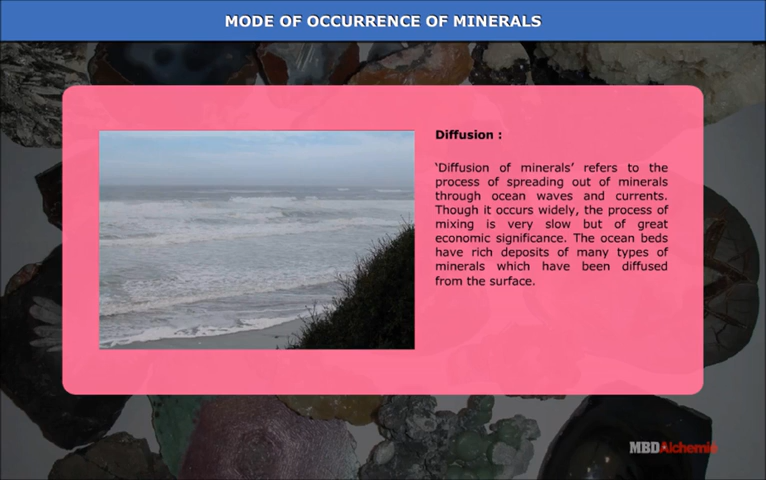 MODE OF OCCURRENCE OF MINERALS
Diffusion :
'Diffusion of minerals' refers to the
process of spreading out of minerals
through ocean waves and currents.
Though it occurs widely, the process of
mixing is very slow but of great
economic significance. The ocean beds
have rich deposits of many types of
minerals which have been diffused
from the surface.
MBDAlchemie